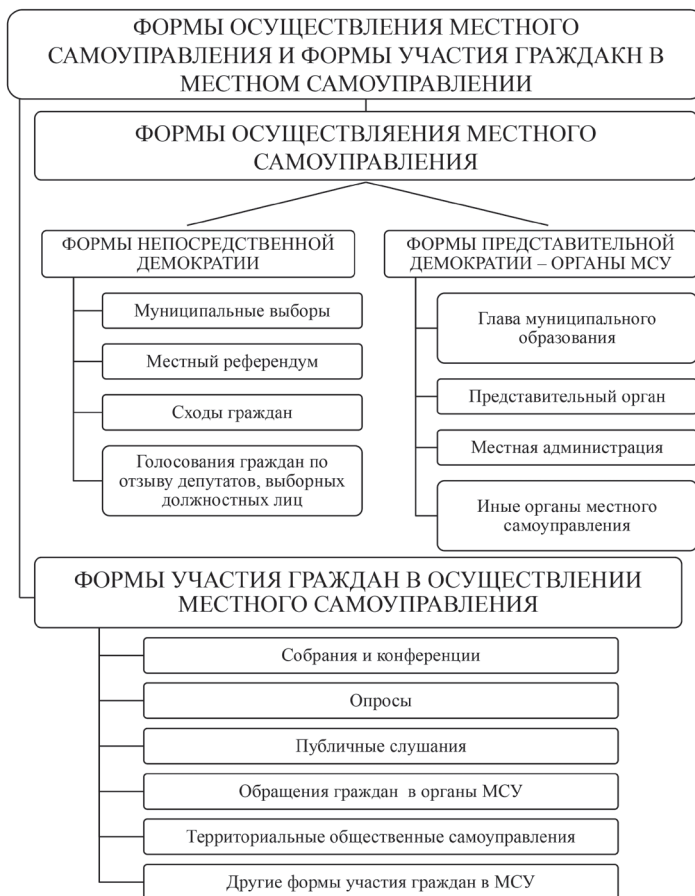 ФОРМЫ ОСУЩЕСТВЛЕНИЯ МЕСТНОГО
САМОУПРАВЛЕНИЯ И ФОРМЫ УЧАСТИЯ ГРАЖДАКН В
МЕСТНОМ САМОУПРАВЛЕНИИ
ФОРМЫ ОСУЩЕСТВЛЯЕНИЯ МЕСТНОГО
САМОУПРАВЛЕНИЯ
ФОРМЫ НЕПОСРЕДСТВЕННОЙ
ДЕМОКРАТИИ
Муниципальные выборы
Местный референдум
Сходы граждан
Голосования граждан по
отзыву депутатов, выборных
должностных лиц
ФОРМЫ ПРЕДСТАВИТЕЛЬНОЙ
ДЕМОКРАТИИ – ОРГАНЫ МСУ
Глава муниципального
образования
Представительный орган
Местная администрация
Иные органы местного
самоуправления
ФОРМЫ УЧАСТИЯ ГРАЖДАН В ОСУЩЕСТВЛЕНИИ
МЕСТНОГО САМОУПРАВЛЕНИЯ
Собрания и конференции
Опросы
Публичные слушания
Обращения граждан в органы МСУ
Территориальные общественные самоуправления
Другие формы участия граждан в МСУ